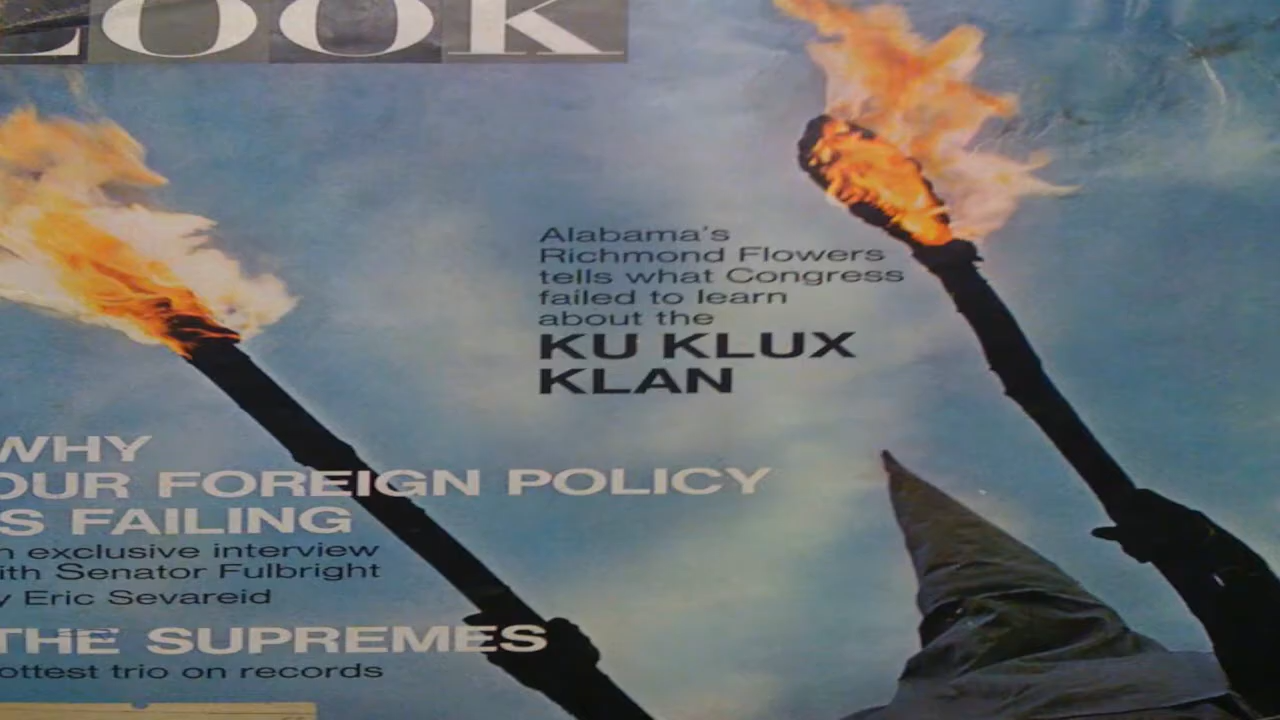 LOOK
Alabama's
Richmond Flowers
tells what Congress
failed to learn
about the
KU KLUX
KLAN
WHY
OUR FOREIGN POLICY
IS FAILING
n exclusive interview
ith Senator Fulbright
y Eric Sevareid
THE SUPREMES
ottest trio on records